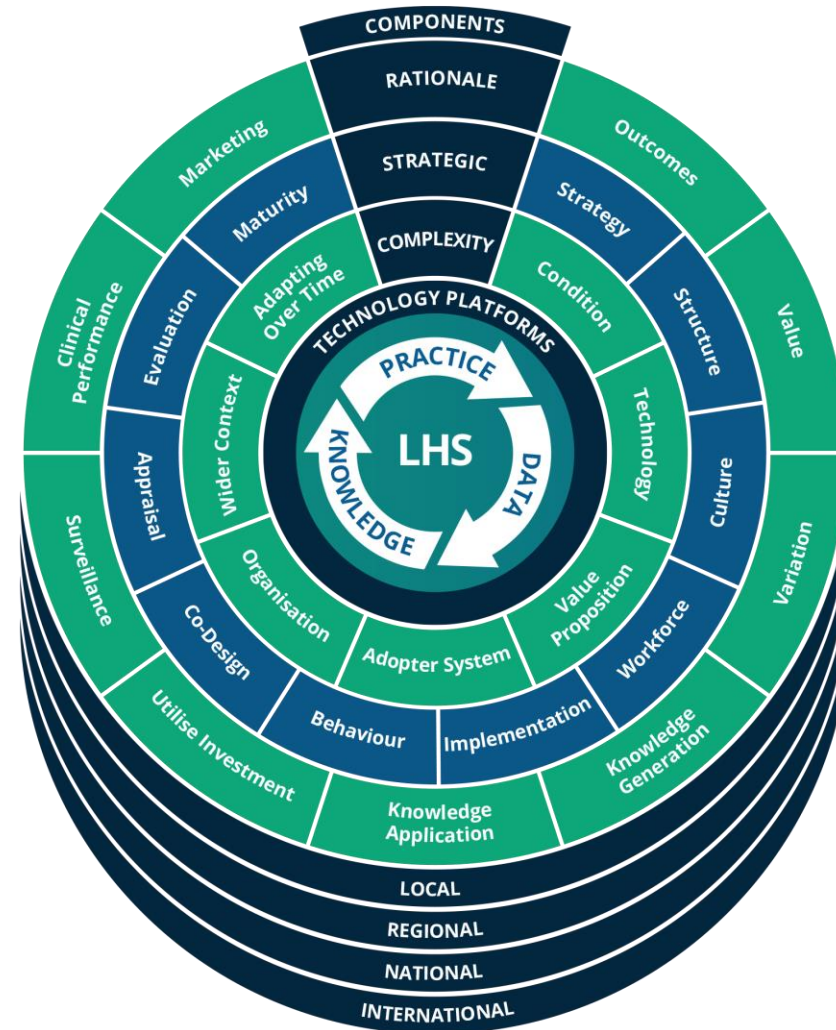 COMPONENTS
RATIONALE
STRATEGIC
COMPLEXITY
TECHNOLOGY PLATFORMS
PRACTICE
DATA
KNOWLEDGE
LHS
Outcomes
Value
Variation
Knowledge
Generation
Knowledge
Application
Utilise Investment
Surveillance
Clinical
Performance
Marketing
Strategy
Structure
Culture
Workforce
Implementation
Behaviour
Co-Design
Appraisal
Evaluation
Maturity
Condition
Technology
Value
Proposition
Adopter System
Organisation
Wider Context
Adapting
Over Time
LOCAL
REGIONAL
NATIONAL
INTERNATIONAL